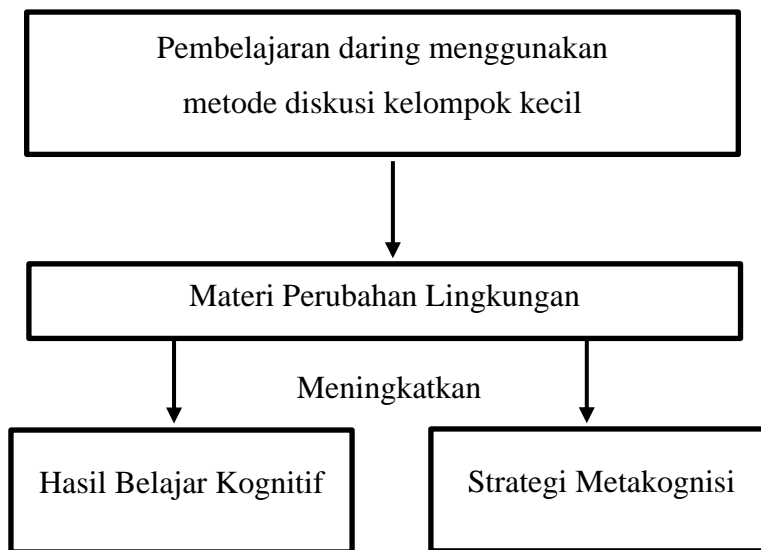 Pembelajaran daring menggunakan
metode diskusi kelompok kecil
Materi Perubahan Lingkungan
Meningkatkan
Hasil Belajar Kognitif
Strategi Metakognisi